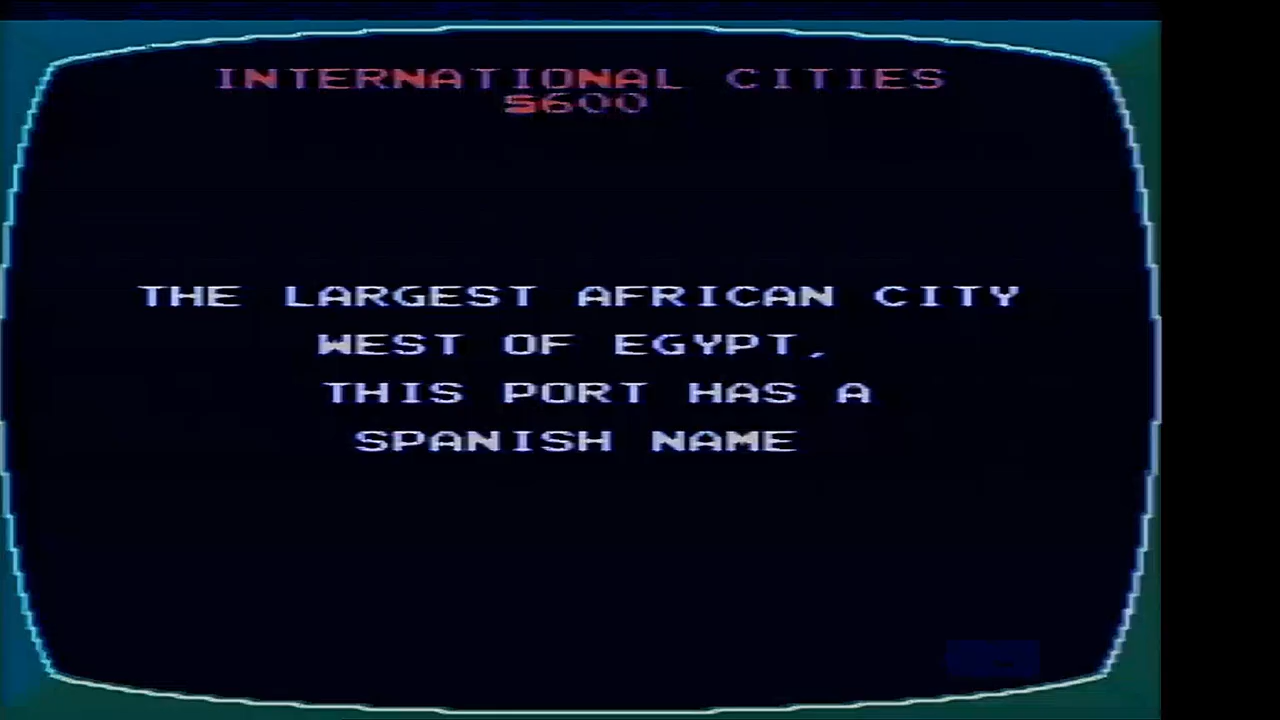 INTERNATIONAL CITIES
$600
THE LARGEST AFRICAN CITY
WEST OF EGYPT,
THIS PORT HAS A
SPANISH NAME